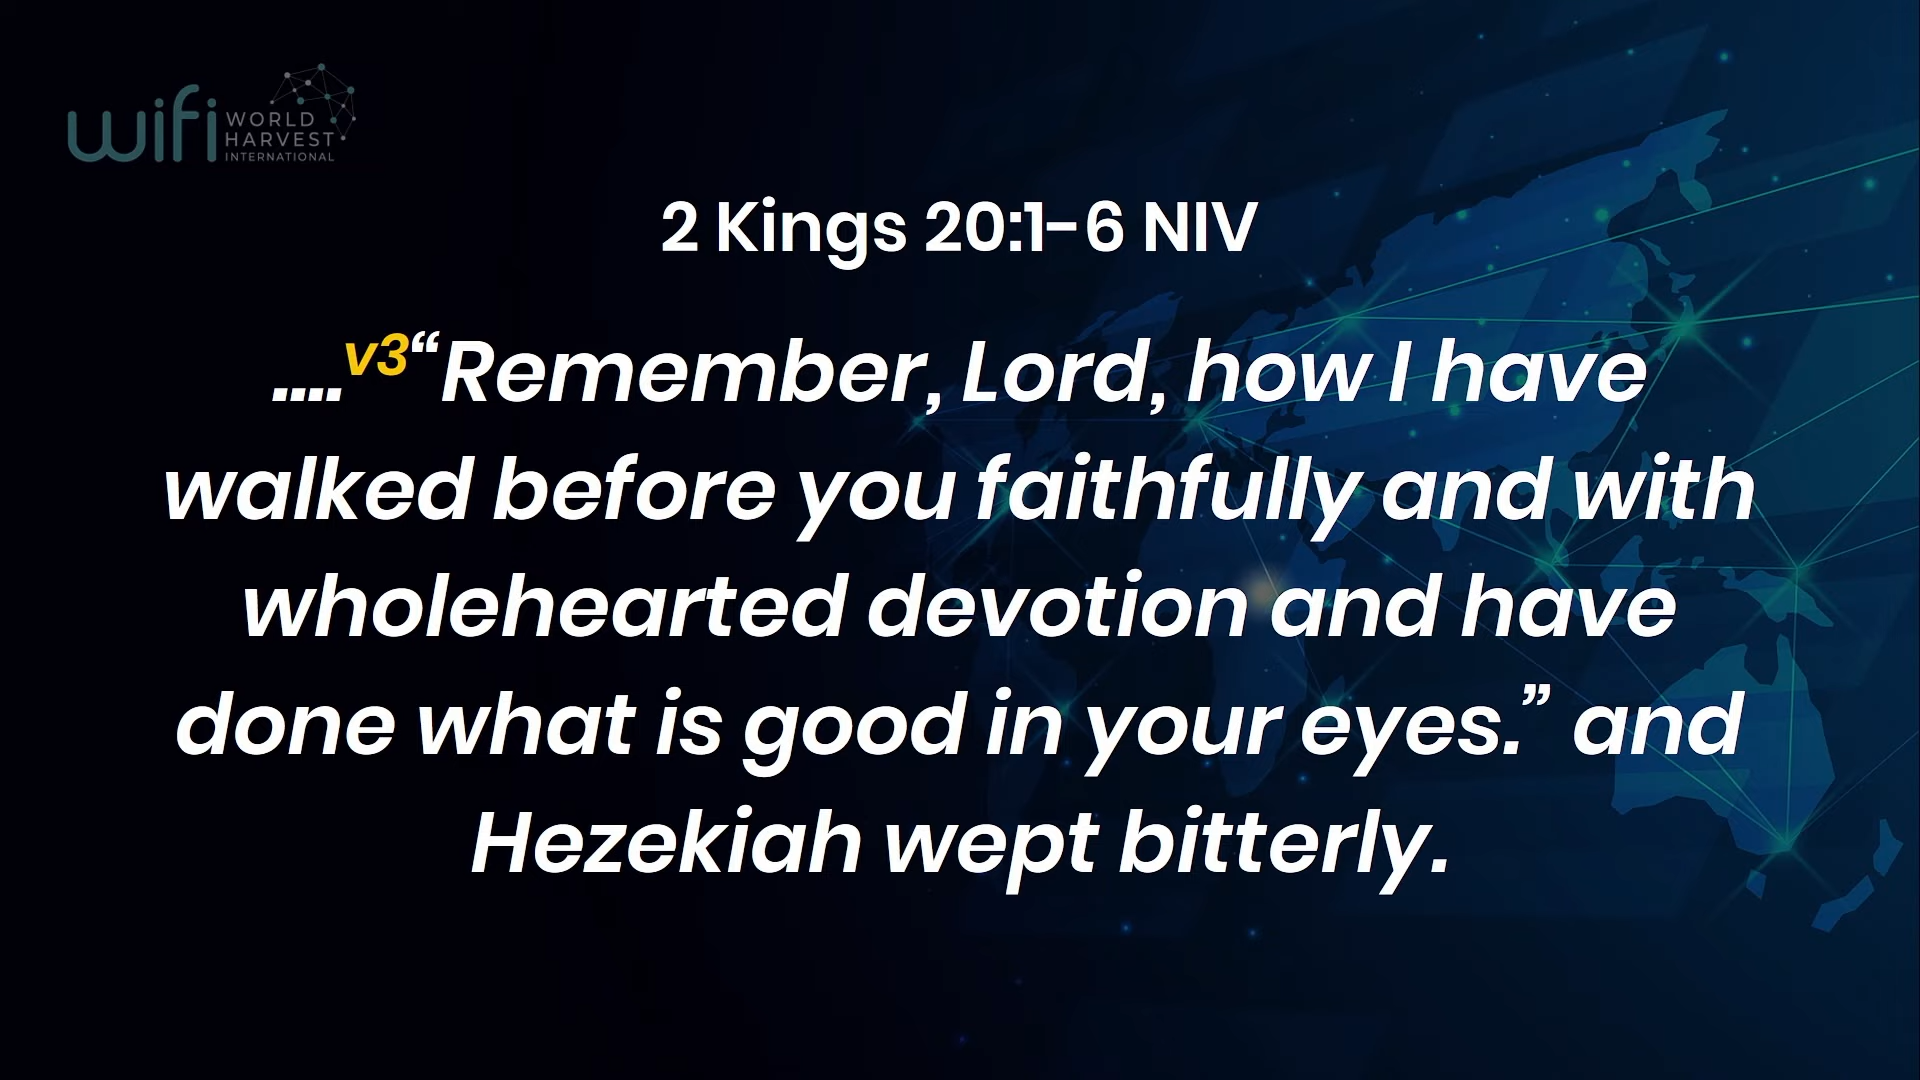 wifi WORLD
HARVEST
INTERNATIONAL
2 Kings 20:1-6 NIV
....v3“Remember, Lord, how I have
walked before you faithfully and with
wholehearted devotion and have
done what is good in your eyes.” and
Hezekiah wept bitterly.